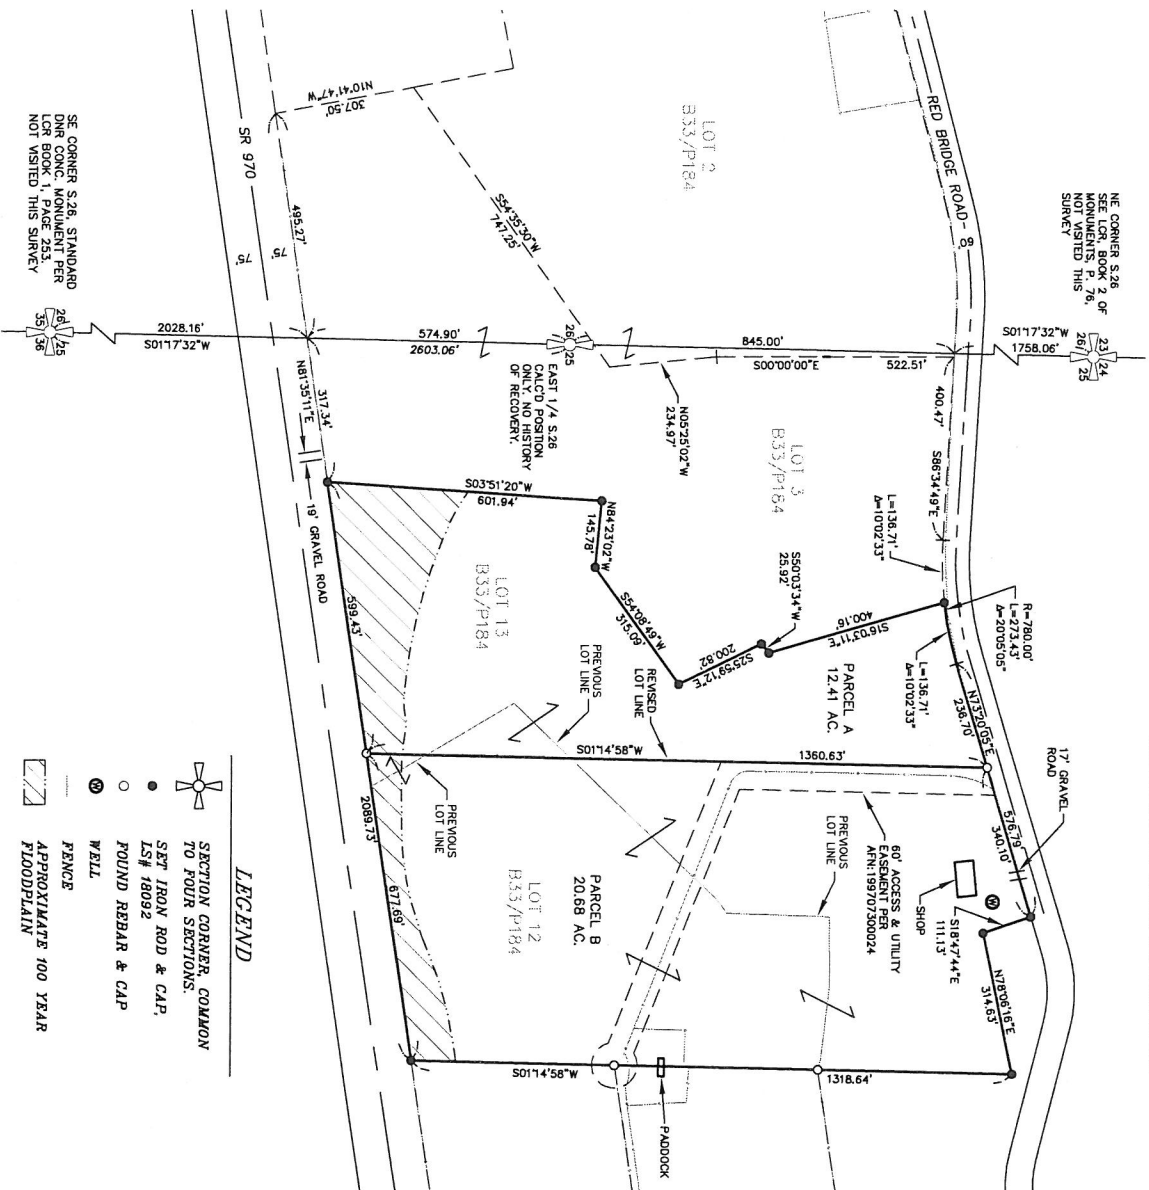 NE CORNER S.26
SEE LCR, BOOK 2 OF
MONUMENTS, P. 76,
NOT VISITED THIS
SURVEY
23
24
26
25
S01°17'32"W
1758.06'
RED BRIDGE ROAD
60'
LOT 2
B33/P184
N10°41'47"W
307.50'
S54°35'30"W
747.25'
SR 970
495.27'
75'
75'
SE CORNER S.26, STANDARD
DNR CONC. MONUMENT PER
LCR BOOK 1, PAGE 253.
NOT VISITED THIS SURVEY
26
25
35
36
2028.16'
S01°17'32"W
574.90'
2603.06'
26
25
845.00'
S00°00'00"E
522.51'
EAST 1/4 S.26
CALC'D POSITION
ONLY. NO HISTORY
OF RECOVERY.
N05°25'02"W
234.97'
400.47'
S86°34'49"E
L=136.71'
Δ=10°02'33"
R=780.00'
L=273.43'
Δ=20°05'05"
L=136.71'
Δ=10°02'33"
N73°20'05"E
236.70'
LOT 3
B33/P184
317.34'
N81°35'11"E
19' GRAVEL ROAD
S03°51'20"W
601.94'
N84°23'02"W
145.78'
S54°08'49"W
315.09'
S25°59'12"E
200.82'
S50°03'34"W
25.92'
S16°03'11"E
400.16'
LOT 13
B33/P184
PARCEL A
12.41 AC.
REVISED
LOT LINE
PREVIOUS
LOT LINE
S01°14'58"W
1360.63'
599.43'
2089.73'
677.69'
PREVIOUS
LOT LINE
17' GRAVEL
ROAD
576.79'
340.10'
60' ACCESS & UTILITY
EASEMENT PER
AFN:199707300024
PREVIOUS
LOT LINE
SHOP
W
S18°47'44"E
111.13'
N78°06'16"E
314.63'
PARCEL B
20.68 AC.
LOT 12
B33/P184
S01°14'58"W
1318.64'
PADDOCK
LEGEND
SECTION CORNER, COMMON
TO FOUR SECTIONS.
SET IRON ROD & CAP,
LS# 18092
FOUND REBAR & CAP
W
WELL
FENCE
APPROXIMATE 100 YEAR
FLOODPLAIN